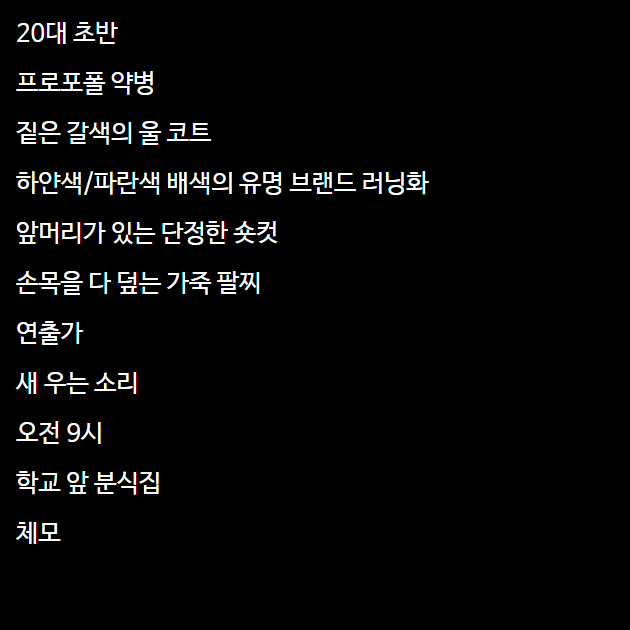 20대 초반
프로포폴 약병
짙은 갈색의 울 코트
하얀색/파란색 배색의 유명 브랜드 러닝화
앞머리가 있는 단정한 숏컷
손목을 다 덮는 가죽 팔찌
연출가
새 우는 소리
오전 9시
학교 앞 분식집
체모